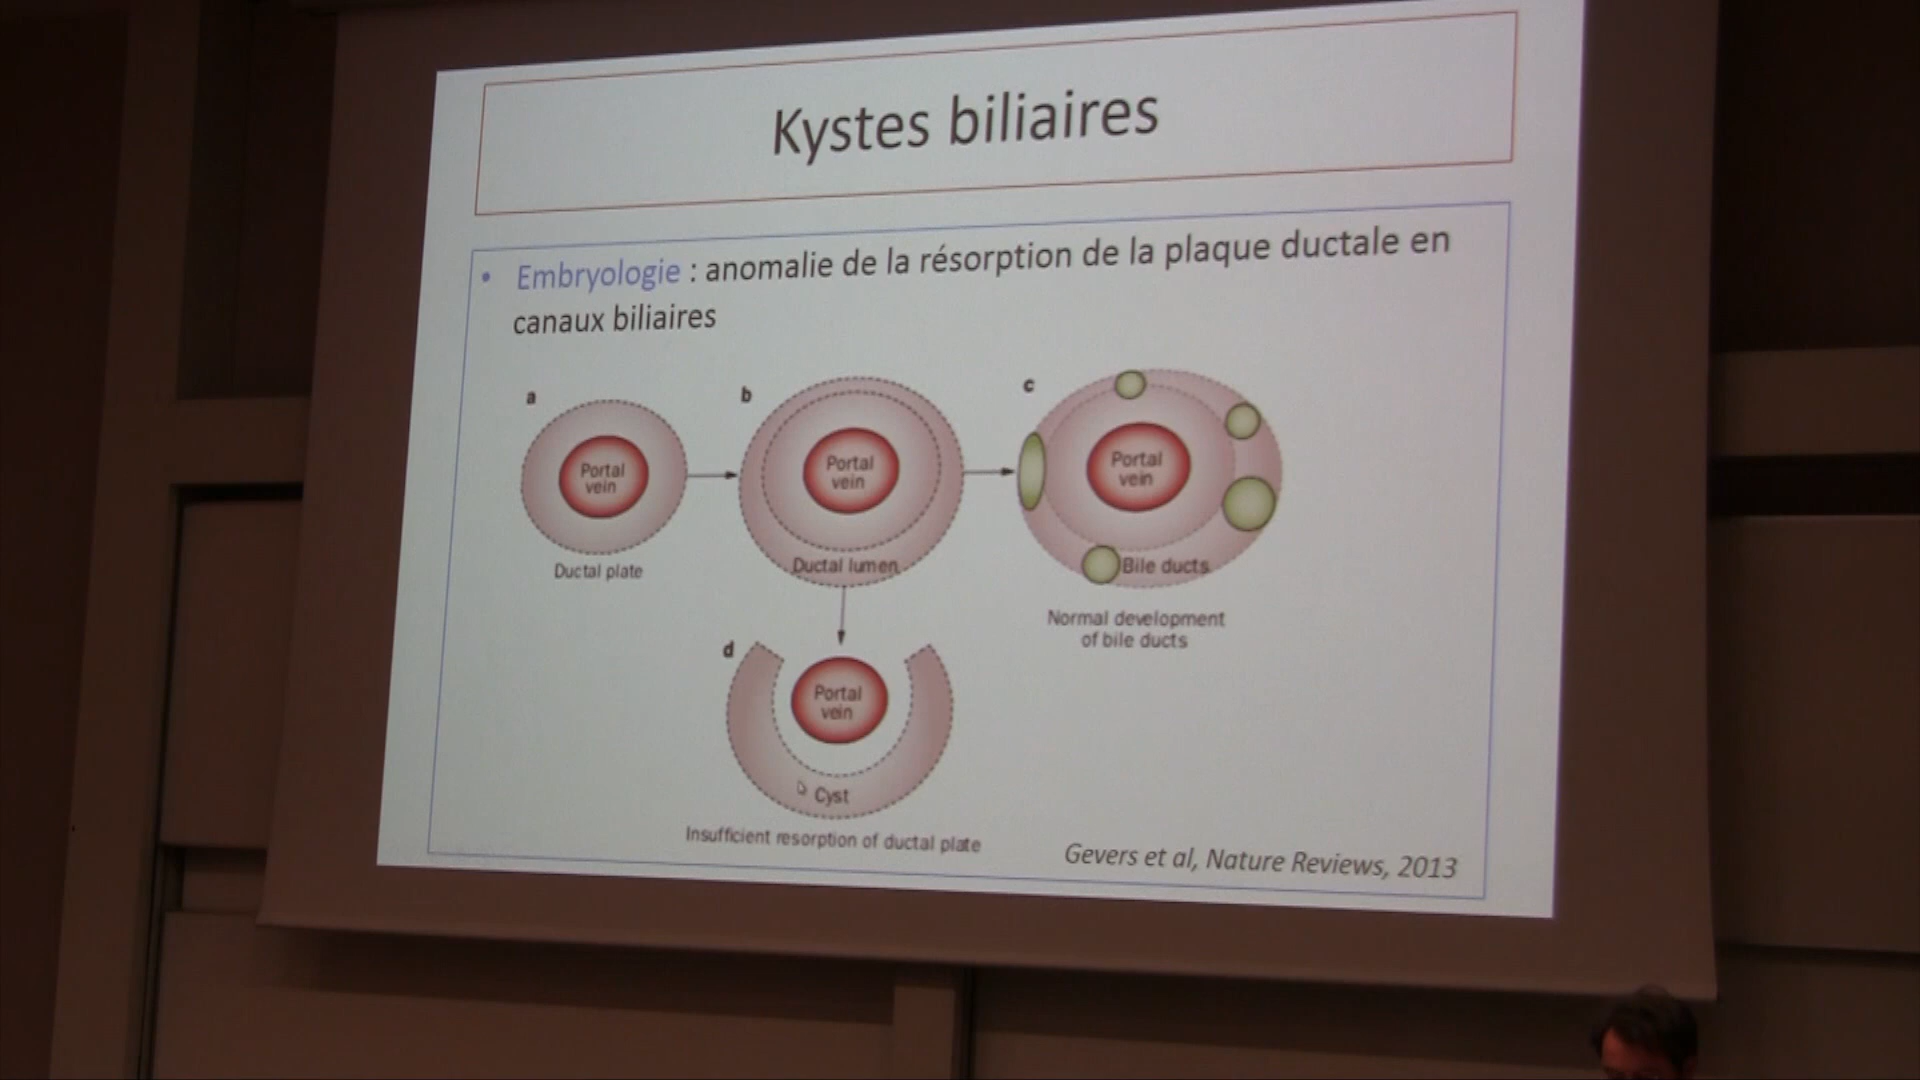 Kystes biliaires
• Embryologie : anomalie de la résorption de la plaque ductale en
canaux biliaires
a
Portal
vein
Ductal plate
b
Portal
vein
Ductal lumen
c
Portal
vein
Bile ducts
Normal development
of bile ducts
d
Portal
vein
Cyst
Insufficient resorption of ductal plate
Gevers et al, Nature Reviews, 2013